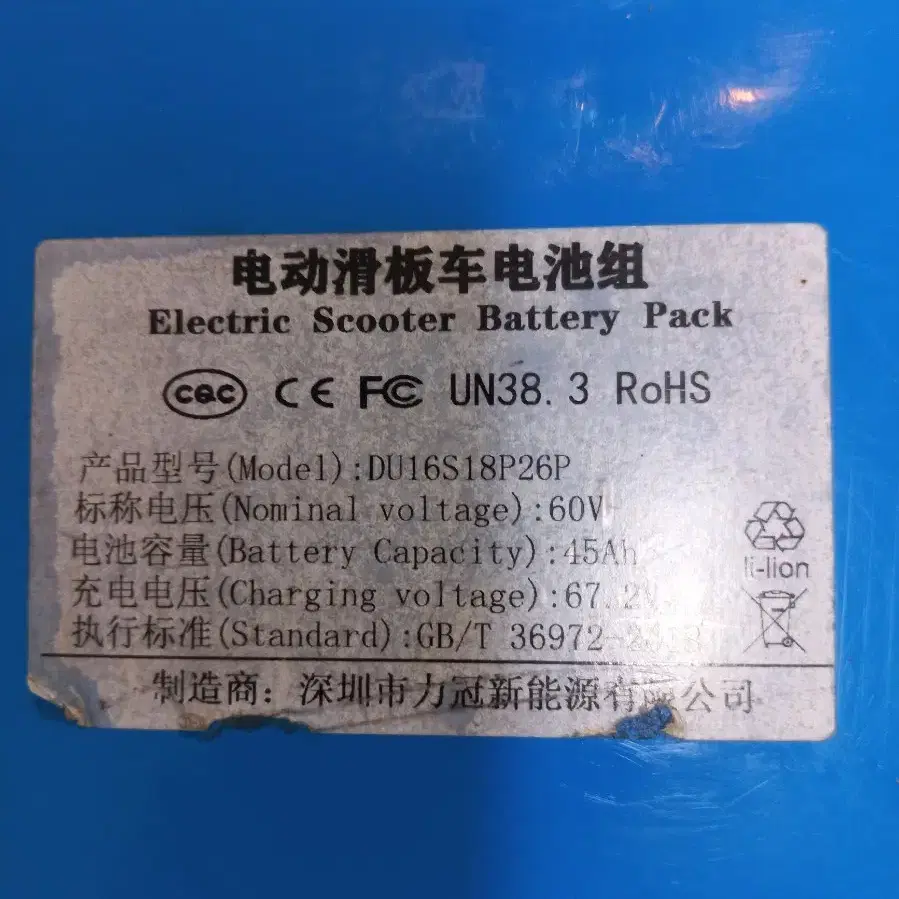 电动滑板车电池组
Electric Scooter Battery Pack
CQC CE FC UN38.3 RoHS
产品型号(Model):DU16S18P26P
标称电压(Nominal voltage):60V
电池容量(Battery Capacity):45Ah
充电电压(Charging voltage):67.2V
li-lion
执行标准(Standard):GB/T 36972-2018
制造商：深圳市力冠新能源有限公司